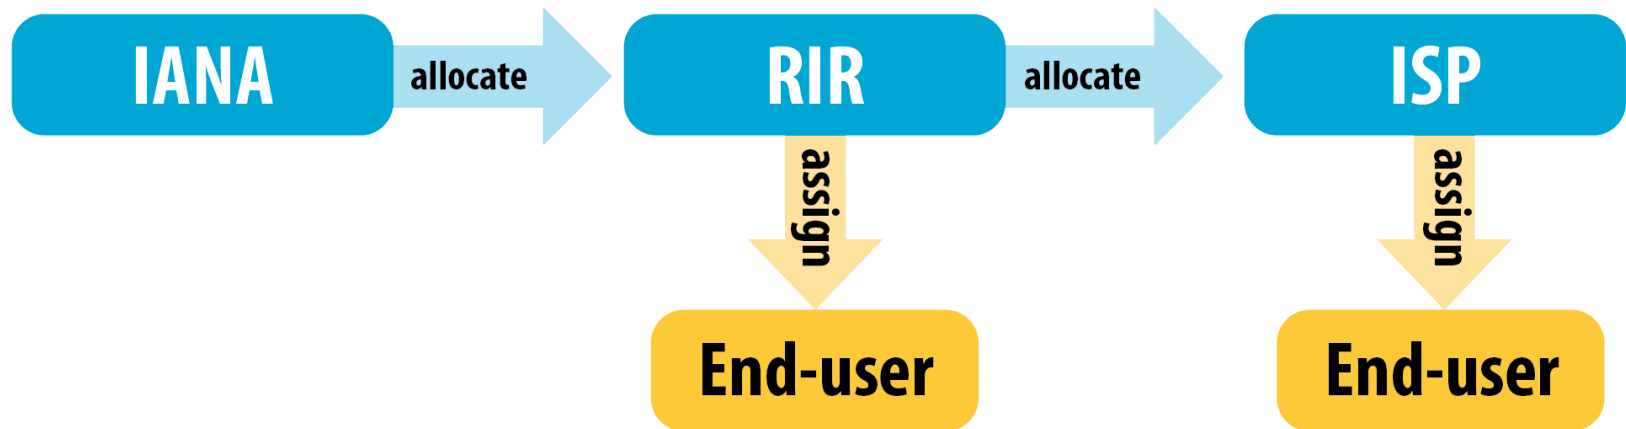 IANA
allocate
RIR
allocate
ISP
assign
assign
End-user
End-user